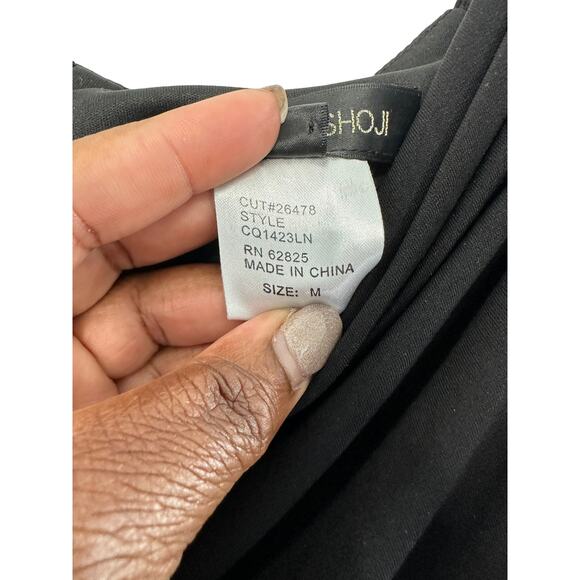 SHOJI
CUT#26478
STYLE
CQ1423LN
RN 62825
MADE IN CHINA
SIZE: M